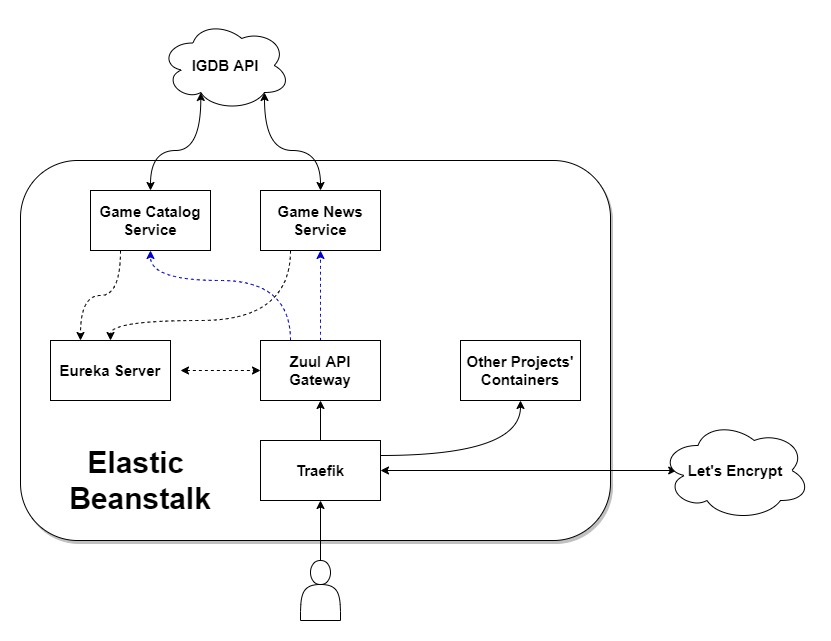 IGDB API
Game Catalog
Service
Game News
Service
Eureka Server
Zuul API
Gateway
Other Projects'
Containers
Elastic
Beanstalk
Traefik
Let's Encrypt